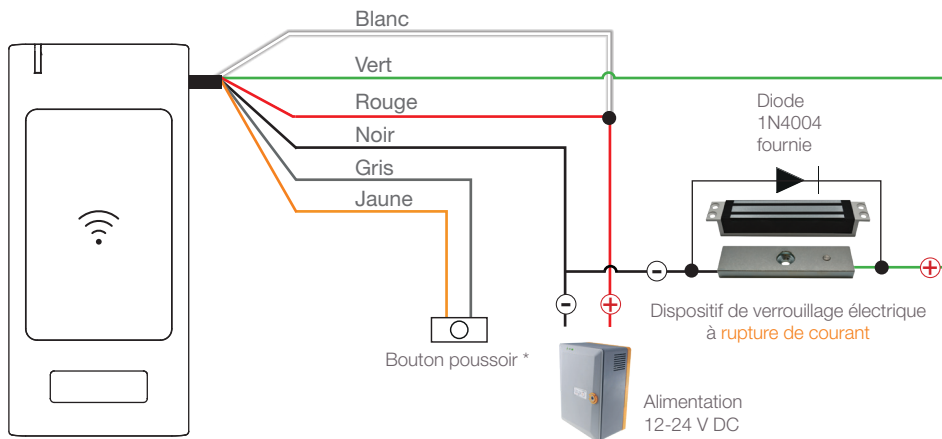 Blanc
Vert
Rouge
Noir
Gris
Jaune
Diode
1N4004
fournie
-
+
-
+
Bouton poussoir *
Dispositif de verrouillage électrique
à rupture de courant
Alimentation
12-24 V DC